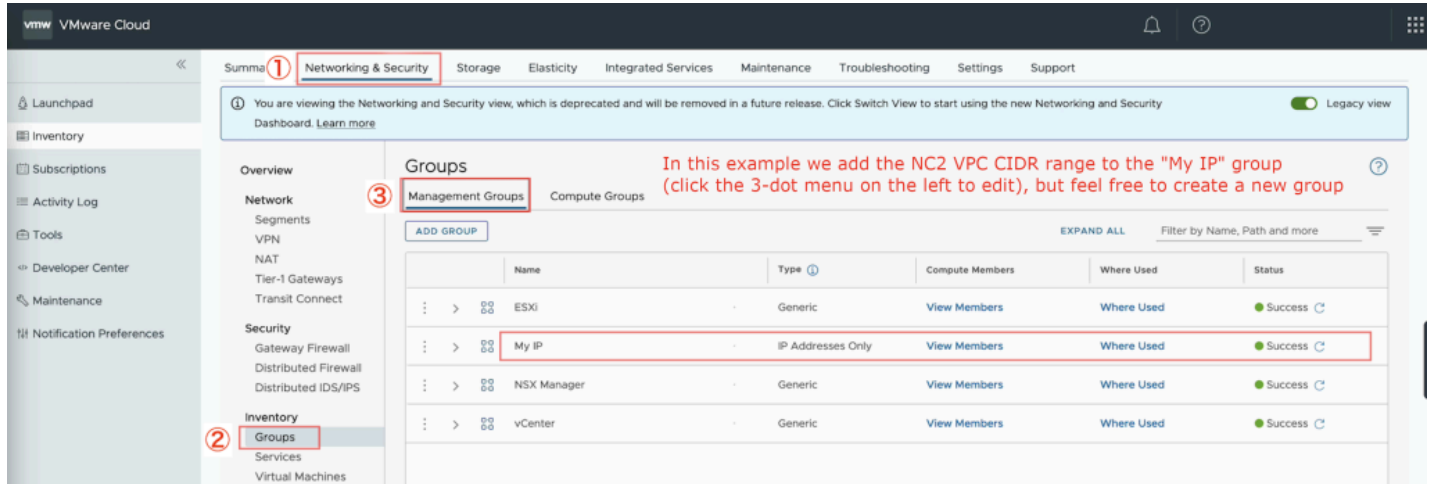 vmw VMware Cloud
Summa ① Networking & Security Storage Elasticity Integrated Services Maintenance Troubleshooting Settings Support
Launchpad
Inventory
Subscriptions
Activity Log
Tools
Developer Center
Maintenance
Notification Preferences
You are viewing the Networking and Security view, which is deprecated and will be removed in a future release. Click Switch View to start using the new Networking and Security
Dashboard. Learn more
Legacy view
Overview
Network
Segments
VPN
NAT
Tier-1 Gateways
Transit Connect
Security
Gateway Firewall
Distributed Firewall
Distributed IDS/IPS
Inventory
② Groups
Services
Virtual Machines
Groups
In this example we add the NC2 VPC CIDR range to the "My IP" group
(click the 3-dot menu on the left to edit), but feel free to create a new group
③ Management Groups Compute Groups
ADD GROUP EXPAND ALL Filter by Name, Path and more
Name Type Compute Members Where Used Status
ESXi Generic View Members Where Used Success
My IP IP Addresses Only View Members Where Used Success
NSX Manager Generic View Members Where Used Success
vCenter Generic View Members Where Used Success